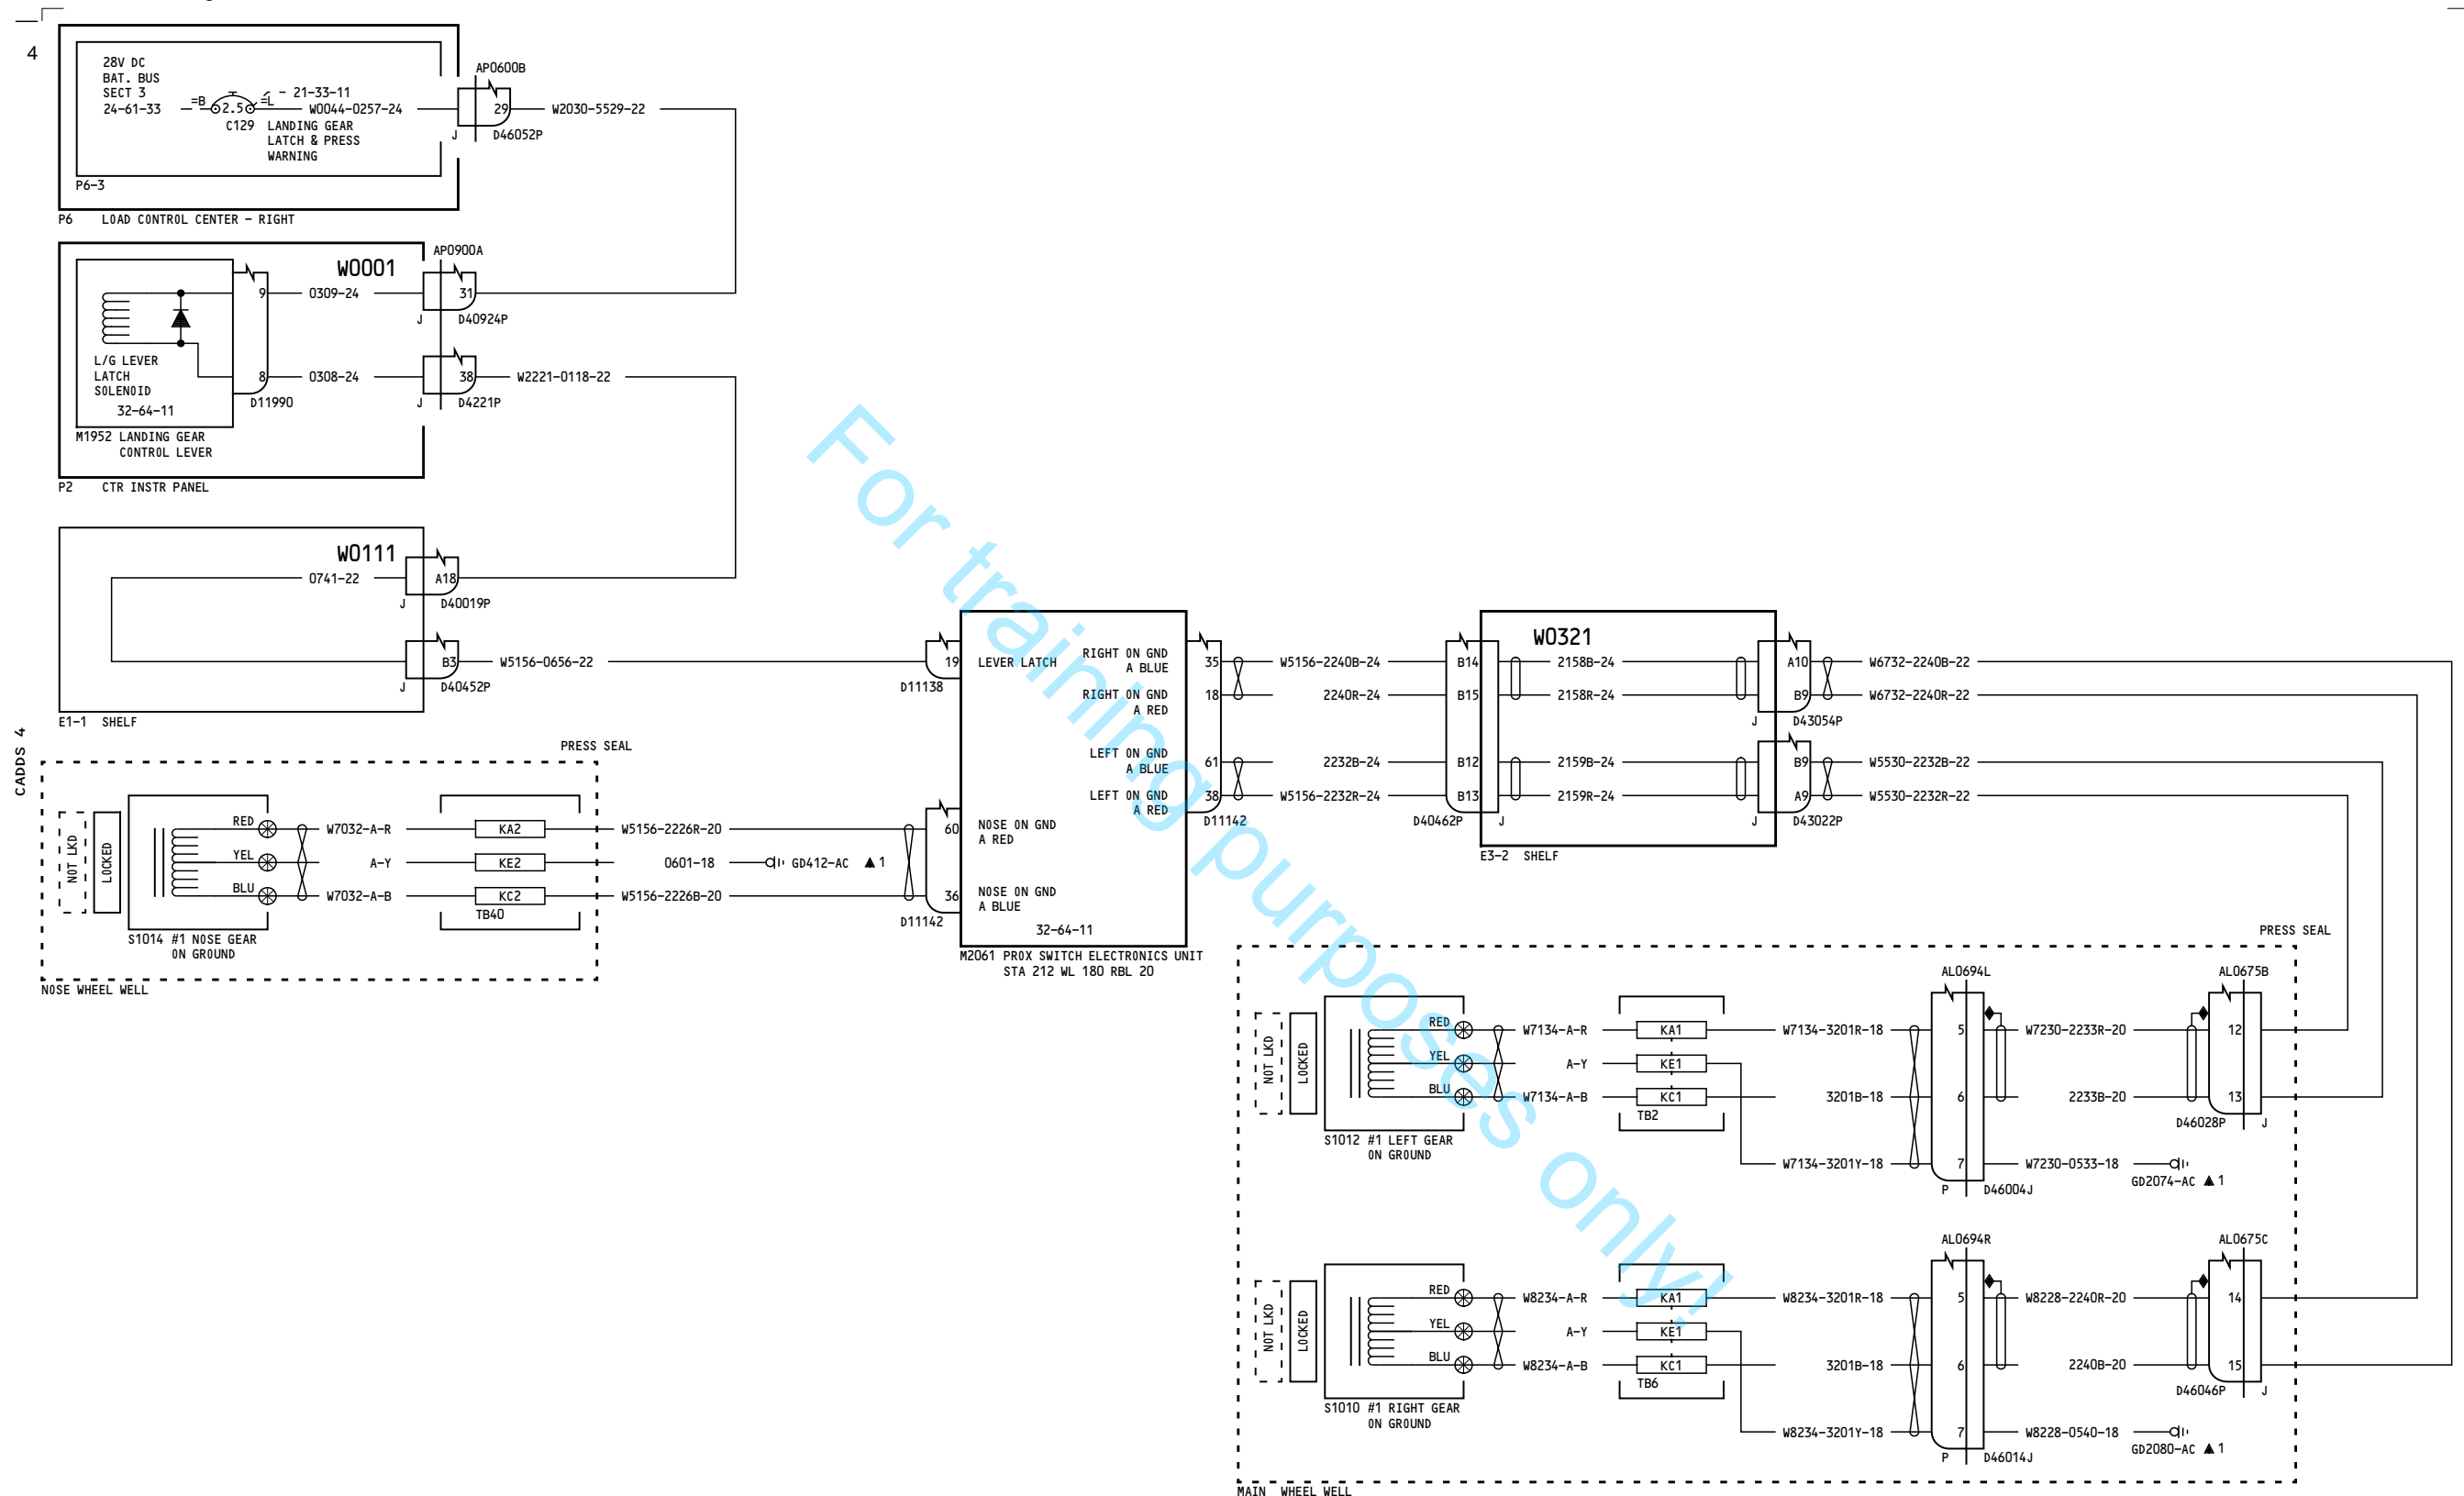 4
28V DC
BAT. BUS
SECT 3
24-61-33
=B
2.5
=L
21-33-11
W0044-0257-24
C129
LANDING GEAR
LATCH & PRESS
WARNING
P6-3
P6 LOAD CONTROL CENTER - RIGHT
AP0600B
29
W2030-5529-22
J
D46052P
W0001
AP0900A
9
0309-24
31
J
D40924P
L/G LEVER
LATCH
SOLENOID
32-64-11
8
0308-24
38
W2221-0118-22
D11990
J
D4221P
M1952 LANDING GEAR
CONTROL LEVER
P2 CTR INSTR PANEL
W0111
0741-22
A18
J
D40019P
B3
W5156-0656-22
J
D40452P
E1-1 SHELF
CADDS 4
19
LEVER LATCH
D11138
RIGHT ON GND
A BLUE
35
W5156-2240B-24
B14
RIGHT ON GND
A RED
18
2240R-24
B15
LEFT ON GND
A BLUE
61
2232B-24
B12
LEFT ON GND
A RED
38
W5156-2232R-24
B13
D11142
D40462P
J
W0321
2158B-24
A10
W6732-2240B-22
2158R-24
B9
W6732-2240R-22
J
D43054P
2159B-24
B9
W5530-2232B-22
2159R-24
A9
W5530-2232R-22
J
D43022P
E3-2 SHELF
PRESS SEAL
NOT LKD
LOCKED
RED
W7032-A-R
KA2
W5156-2226R-20
60
NOSE ON GND
A RED
YEL
A-Y
KE2
0601-18
GD412-AC ▲ 1
BLU
W7032-A-B
KC2
W5156-2226B-20
36
NOSE ON GND
A BLUE
TB40
D11142
32-64-11
S1014 #1 NOSE GEAR
ON GROUND
NOSE WHEEL WELL
M2061 PROX SWITCH ELECTRONICS UNIT
STA 212 WL 180 RBL 20
PRESS SEAL
AL0694L
AL0675B
NOT LKD
LOCKED
RED
W7134-A-R
KA1
W7134-3201R-18
5
W7230-2233R-20
12
YEL
A-Y
KE1
BLU
W7134-A-B
KC1
3201B-18
6
2233B-20
13
TB2
D46028P
J
S1012 #1 LEFT GEAR
ON GROUND
W7134-3201Y-18
7
W7230-0533-18
GD2074-AC ▲ 1
P
D46004J
AL0694R
AL0675C
NOT LKD
LOCKED
RED
W8234-A-R
KA1
W8234-3201R-18
5
W8228-2240R-20
14
YEL
A-Y
KE1
BLU
W8234-A-B
KC1
3201B-18
6
2240B-20
15
TB6
D46046P
J
S1010 #1 RIGHT GEAR
ON GROUND
W8234-3201Y-18
7
W8228-0540-18
GD2080-AC ▲ 1
P
D46014J
MAIN WHEEL WELL
For training purposes only!